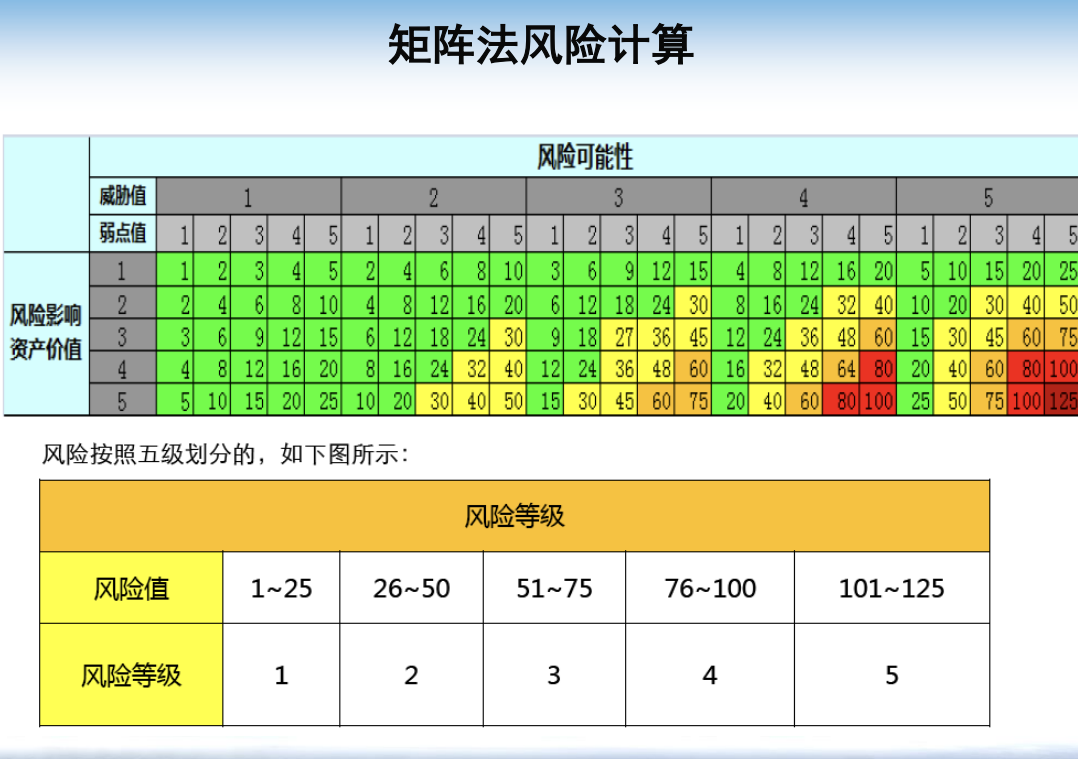 矩阵法风险计算
风险可能性
威胁值 1 2 3 4 5
弱点值 1 2 3 4 5 1 2 3 4 5 1 2 3 4 5 1 2 3 4 5 1 2 3 4 5
风险影响
资产价值
1 1 2 3 4 5 2 4 6 8 10 3 6 9 12 15 4 8 12 16 20 5 10 15 20 25
2 2 4 6 8 10 4 8 12 16 20 6 12 18 24 30 8 16 24 32 40 10 20 30 40 50
3 3 6 9 12 15 6 12 18 24 30 9 18 27 36 45 12 24 36 48 60 15 30 45 60 75
4 4 8 12 16 20 8 16 24 32 40 12 24 36 48 60 16 32 48 64 80 20 40 60 80 100
5 5 10 15 20 25 10 20 30 40 50 15 30 45 60 75 20 40 60 80 100 25 50 75 100 125
风险按照五级划分的，如下图所示：
风险等级
风险值 1~25 26~50 51~75 76~100 101~125
风险等级 1 2 3 4 5